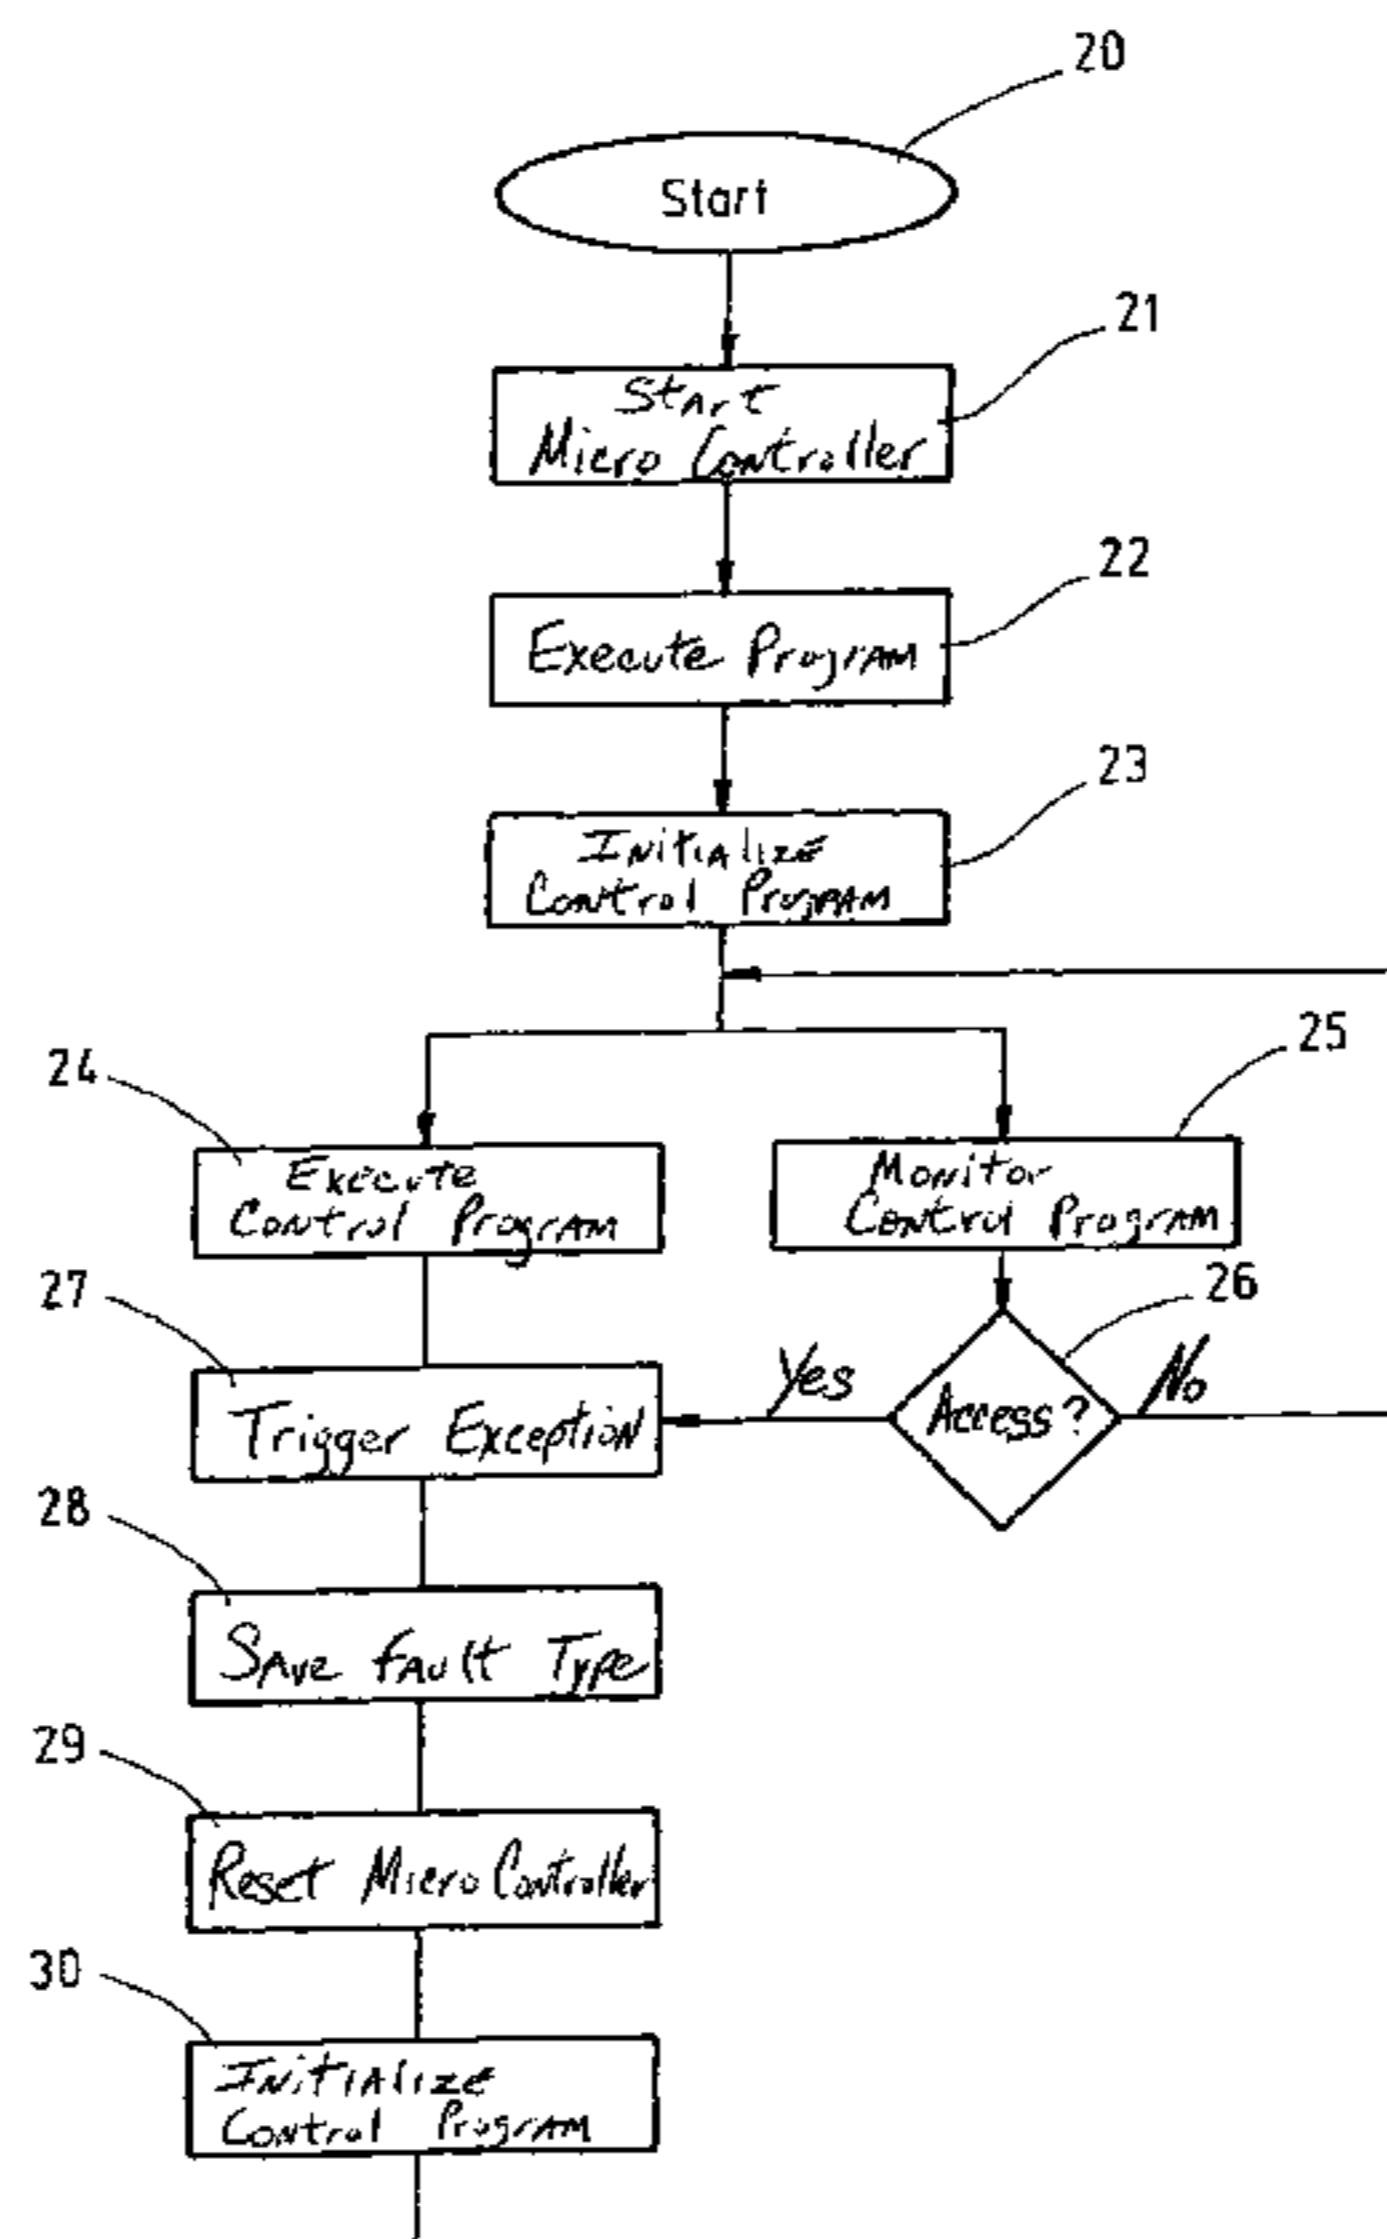 20
Start
21
Start
Micro Controller
22
Execute Program
23
Initialize
Control Program
24
Execute
Control Program
25
Monitor
Control Program
26
Access?
Yes
No
27
Trigger Exception
28
Save Fault Type
29
Reset Micro Controller
30
Initialize
Control Program